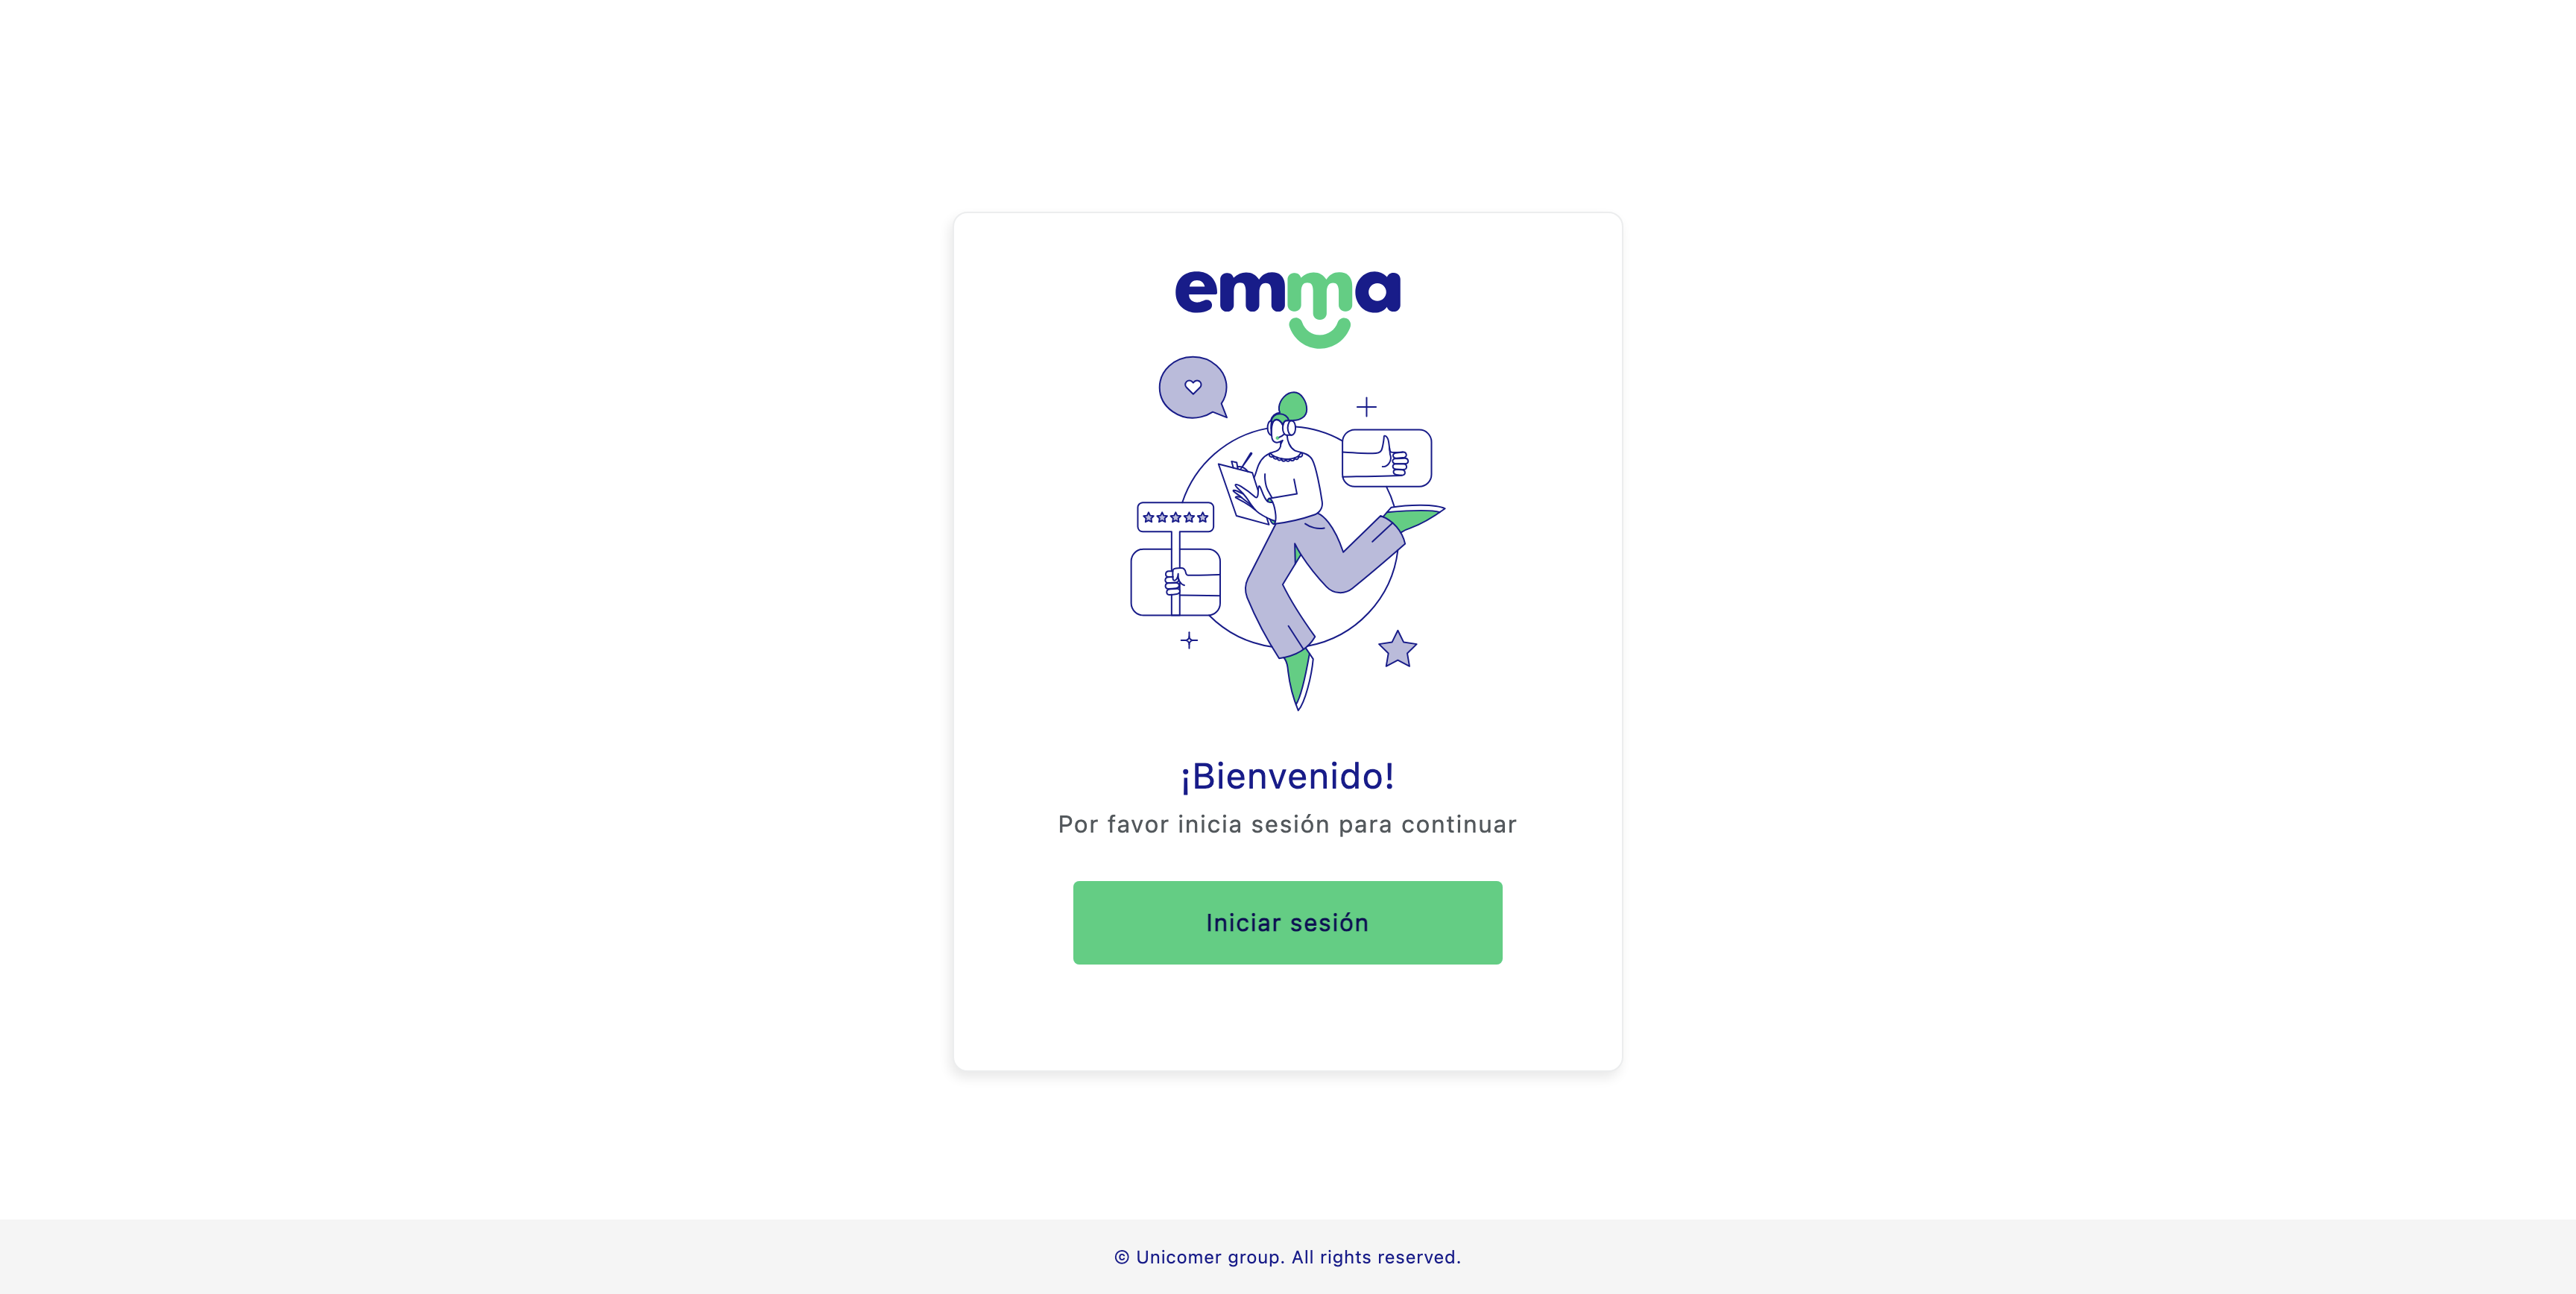 emma
¡Bienvenido!
Por favor inicia sesión para continuar
Iniciar sesión
© Unicomer group. All rights reserved.